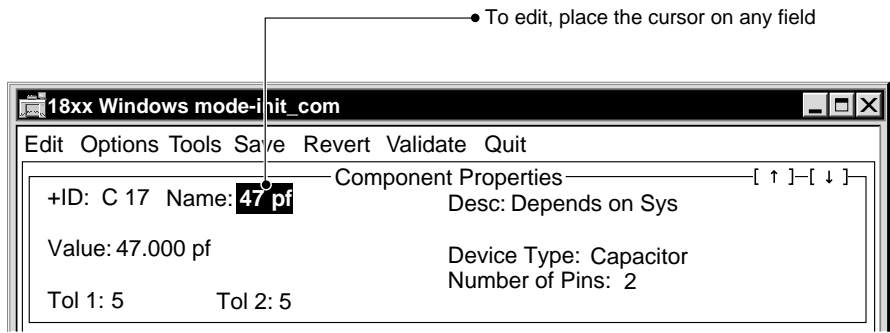 To edit, place the cursor on any field
18xx Windows mode-init_com
Edit Options Tools Save Revert Validate Quit
Component Properties [ ↑ ]–[ ↓ ]
+ID: C 17 Name: 47 pf Desc: Depends on Sys
Value: 47.000 pf Device Type: Capacitor
Number of Pins: 2
Tol 1: 5 Tol 2: 5